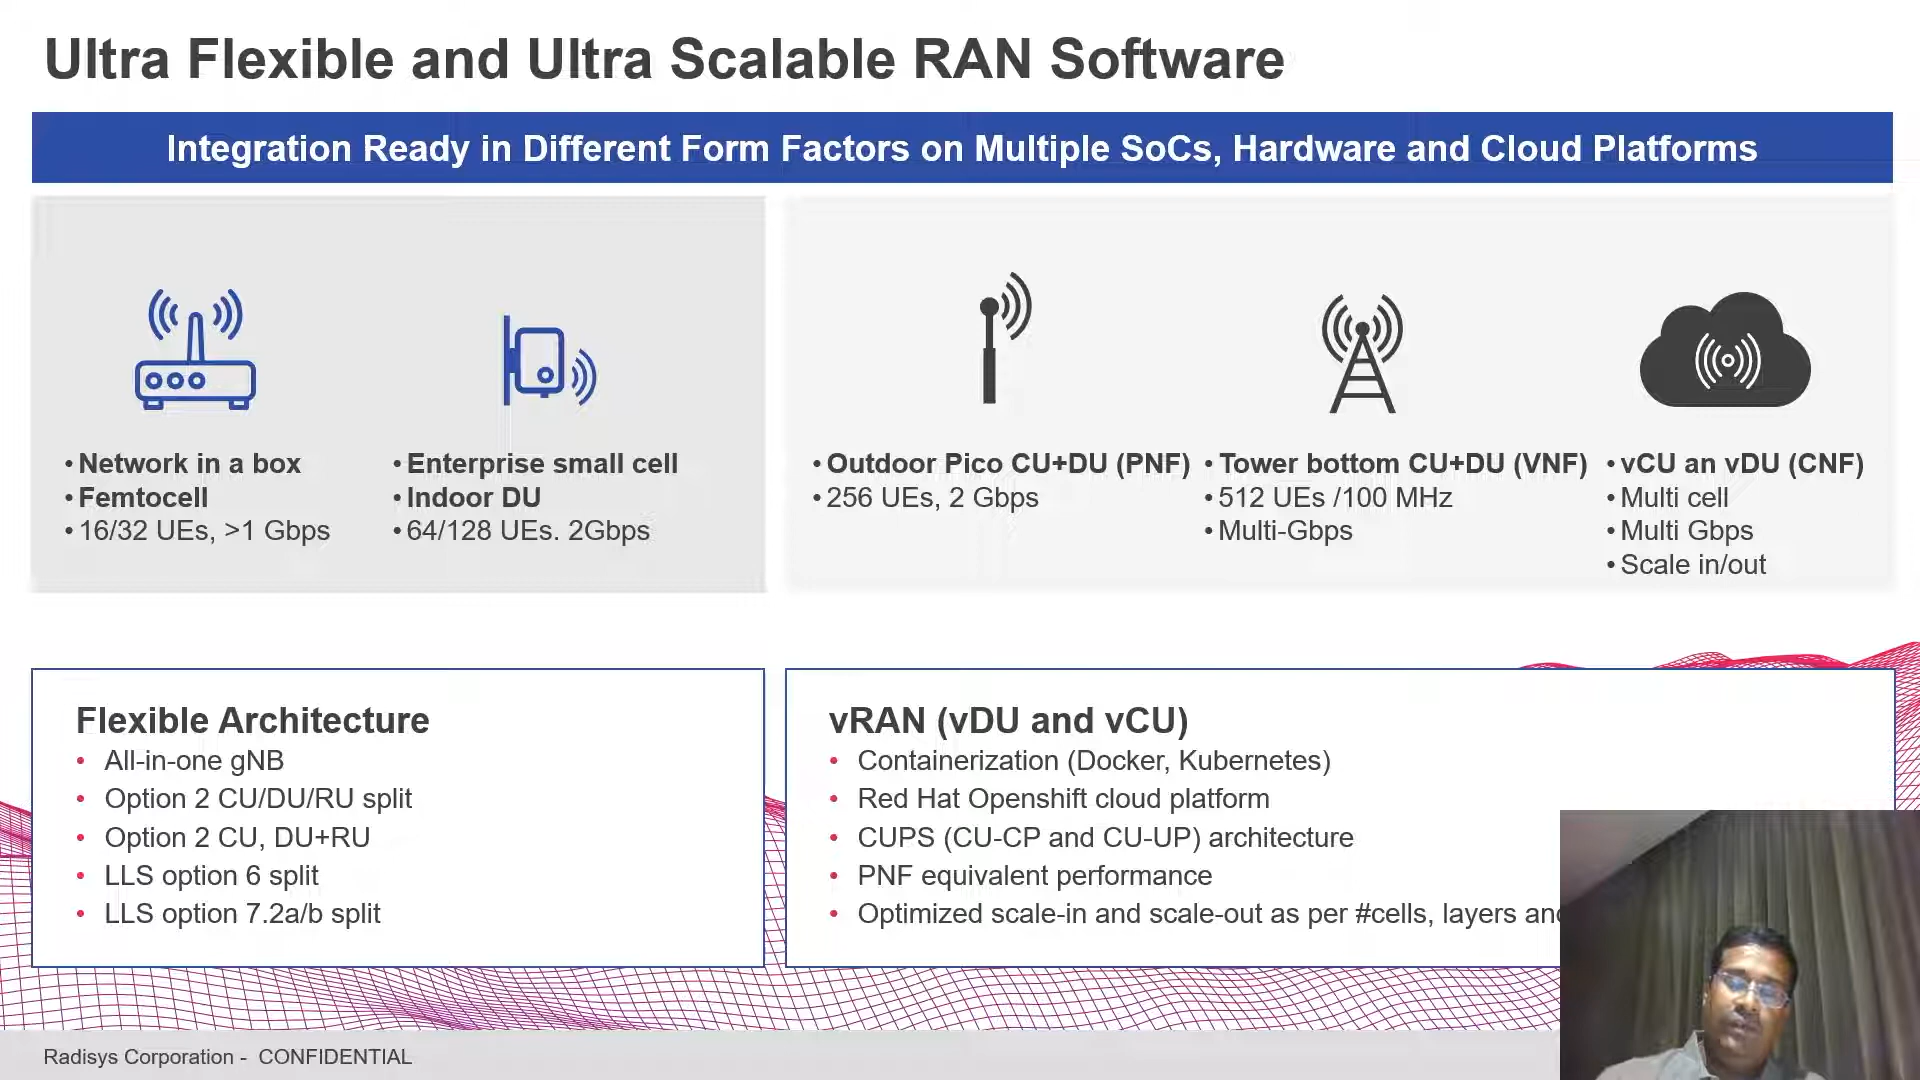 Ultra Flexible and Ultra Scalable RAN Software
Integration Ready in Different Form Factors on Multiple SoCs, Hardware and Cloud Platforms
• Network in a box
• Femtocell
• 16/32 UEs, >1 Gbps
• Enterprise small cell
• Indoor DU
• 64/128 UEs. 2Gbps
• Outdoor Pico CU+DU (PNF)
• 256 UEs, 2 Gbps
• Tower bottom CU+DU (VNF)
• 512 UEs /100 MHz
• Multi-Gbps
• vCU an vDU (CNF)
• Multi cell
• Multi Gbps
• Scale in/out
Flexible Architecture
• All-in-one gNB
• Option 2 CU/DU/RU split
• Option 2 CU, DU+RU
• LLS option 6 split
• LLS option 7.2a/b split
vRAN (vDU and vCU)
• Containerization (Docker, Kubernetes)
• Red Hat Openshift cloud platform
• CUPS (CU-CP and CU-UP) architecture
• PNF equivalent performance
• Optimized scale-in and scale-out as per #cells, layers
Radisys Corporation - CONFIDENTIAL